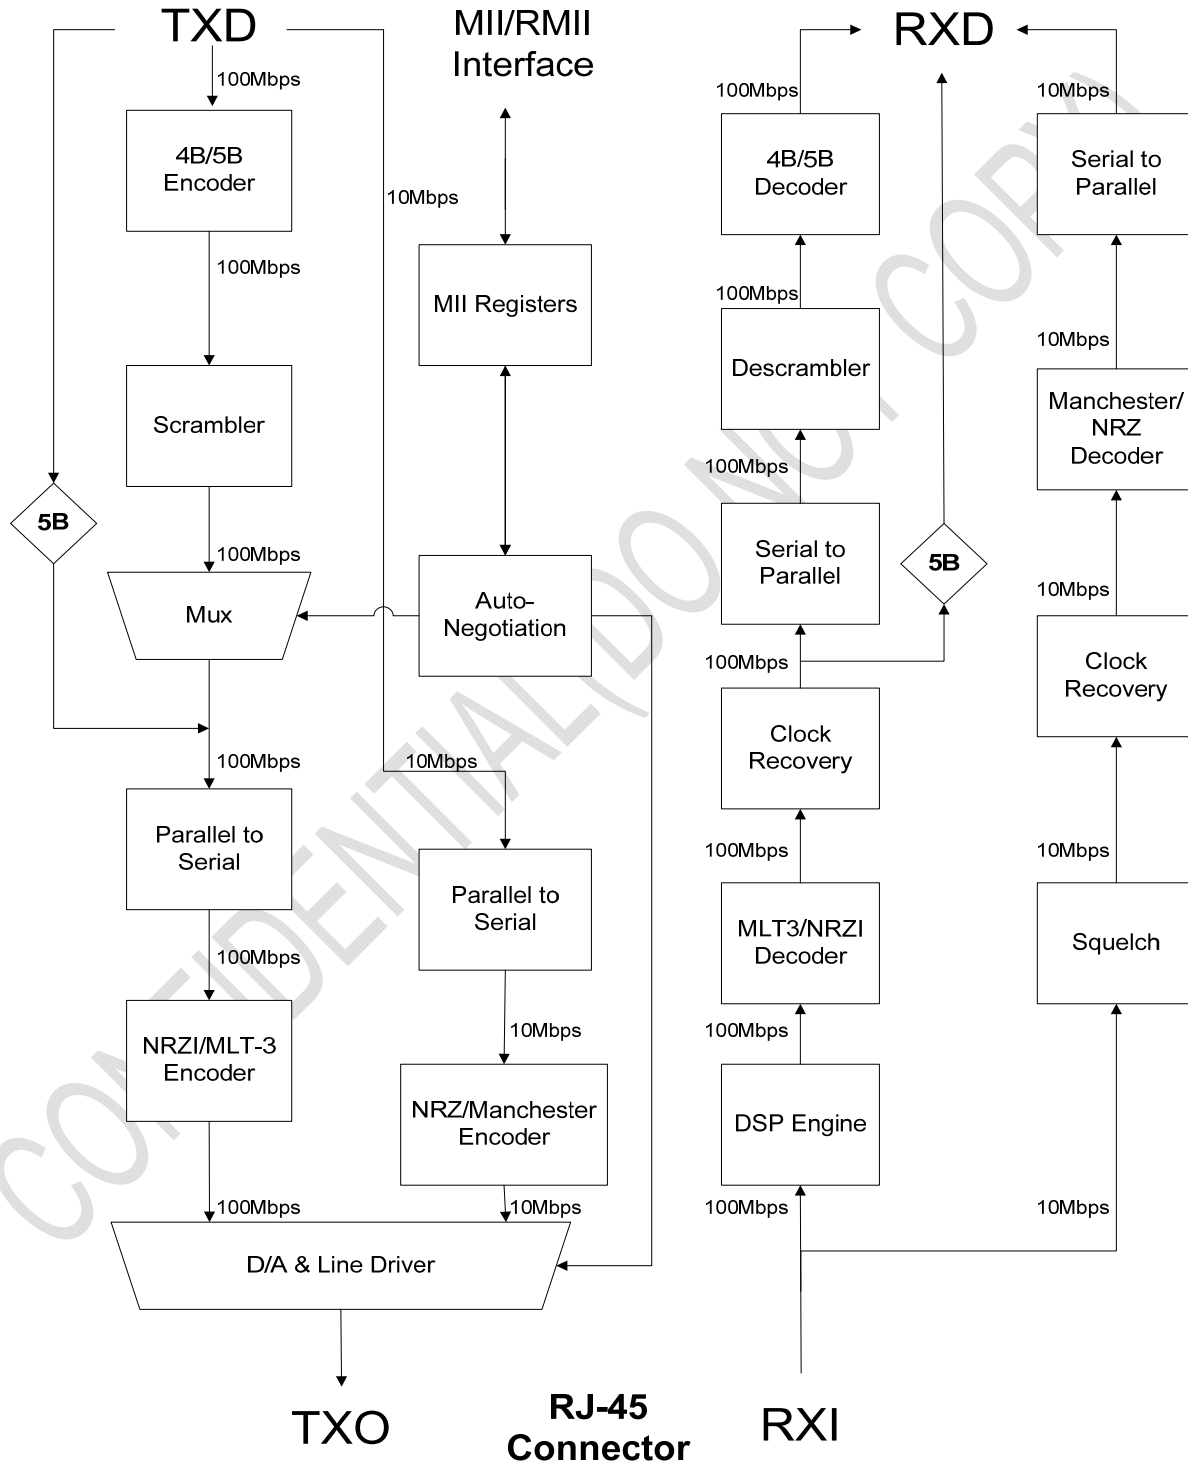 TXD
MII/RMII
Interface
RXD
100Mbps
100Mbps
10Mbps
4B/5B
Encoder
4B/5B
Decoder
Serial to
Parallel
10Mbps
100Mbps
MII Registers
100Mbps
10Mbps
Scrambler
Descrambler
Manchester/
NRZ
Decoder
100Mbps
5B
100Mbps
Mux
Auto-
Negotiation
Serial to
Parallel
5B
10Mbps
100Mbps
Clock
Recovery
100Mbps
10Mbps
Clock
Recovery
Parallel to
Serial
100Mbps
10Mbps
Parallel to
Serial
MLT3/NRZI
Decoder
Squelch
100Mbps
10Mbps
100Mbps
NRZI/MLT-3
Encoder
NRZ/Manchester
Encoder
DSP Engine
100Mbps
10Mbps
100Mbps
10Mbps
D/A & Line Driver
TXO
RJ-45
Connector
RXI
CONFIDENTIAL (DO NOT COPY)